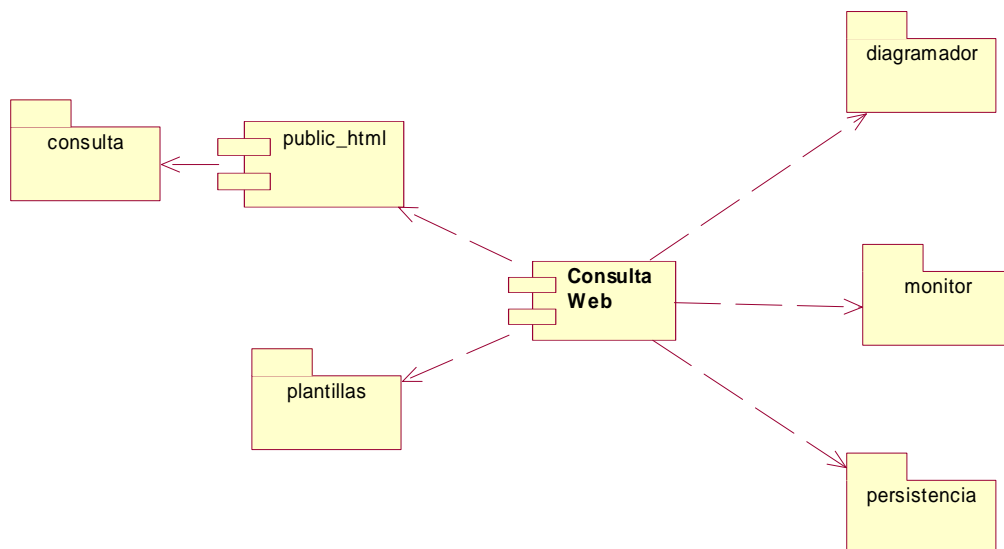 diagramador
consulta
public_html
Consulta
Web
monitor
plantillas
persistencia